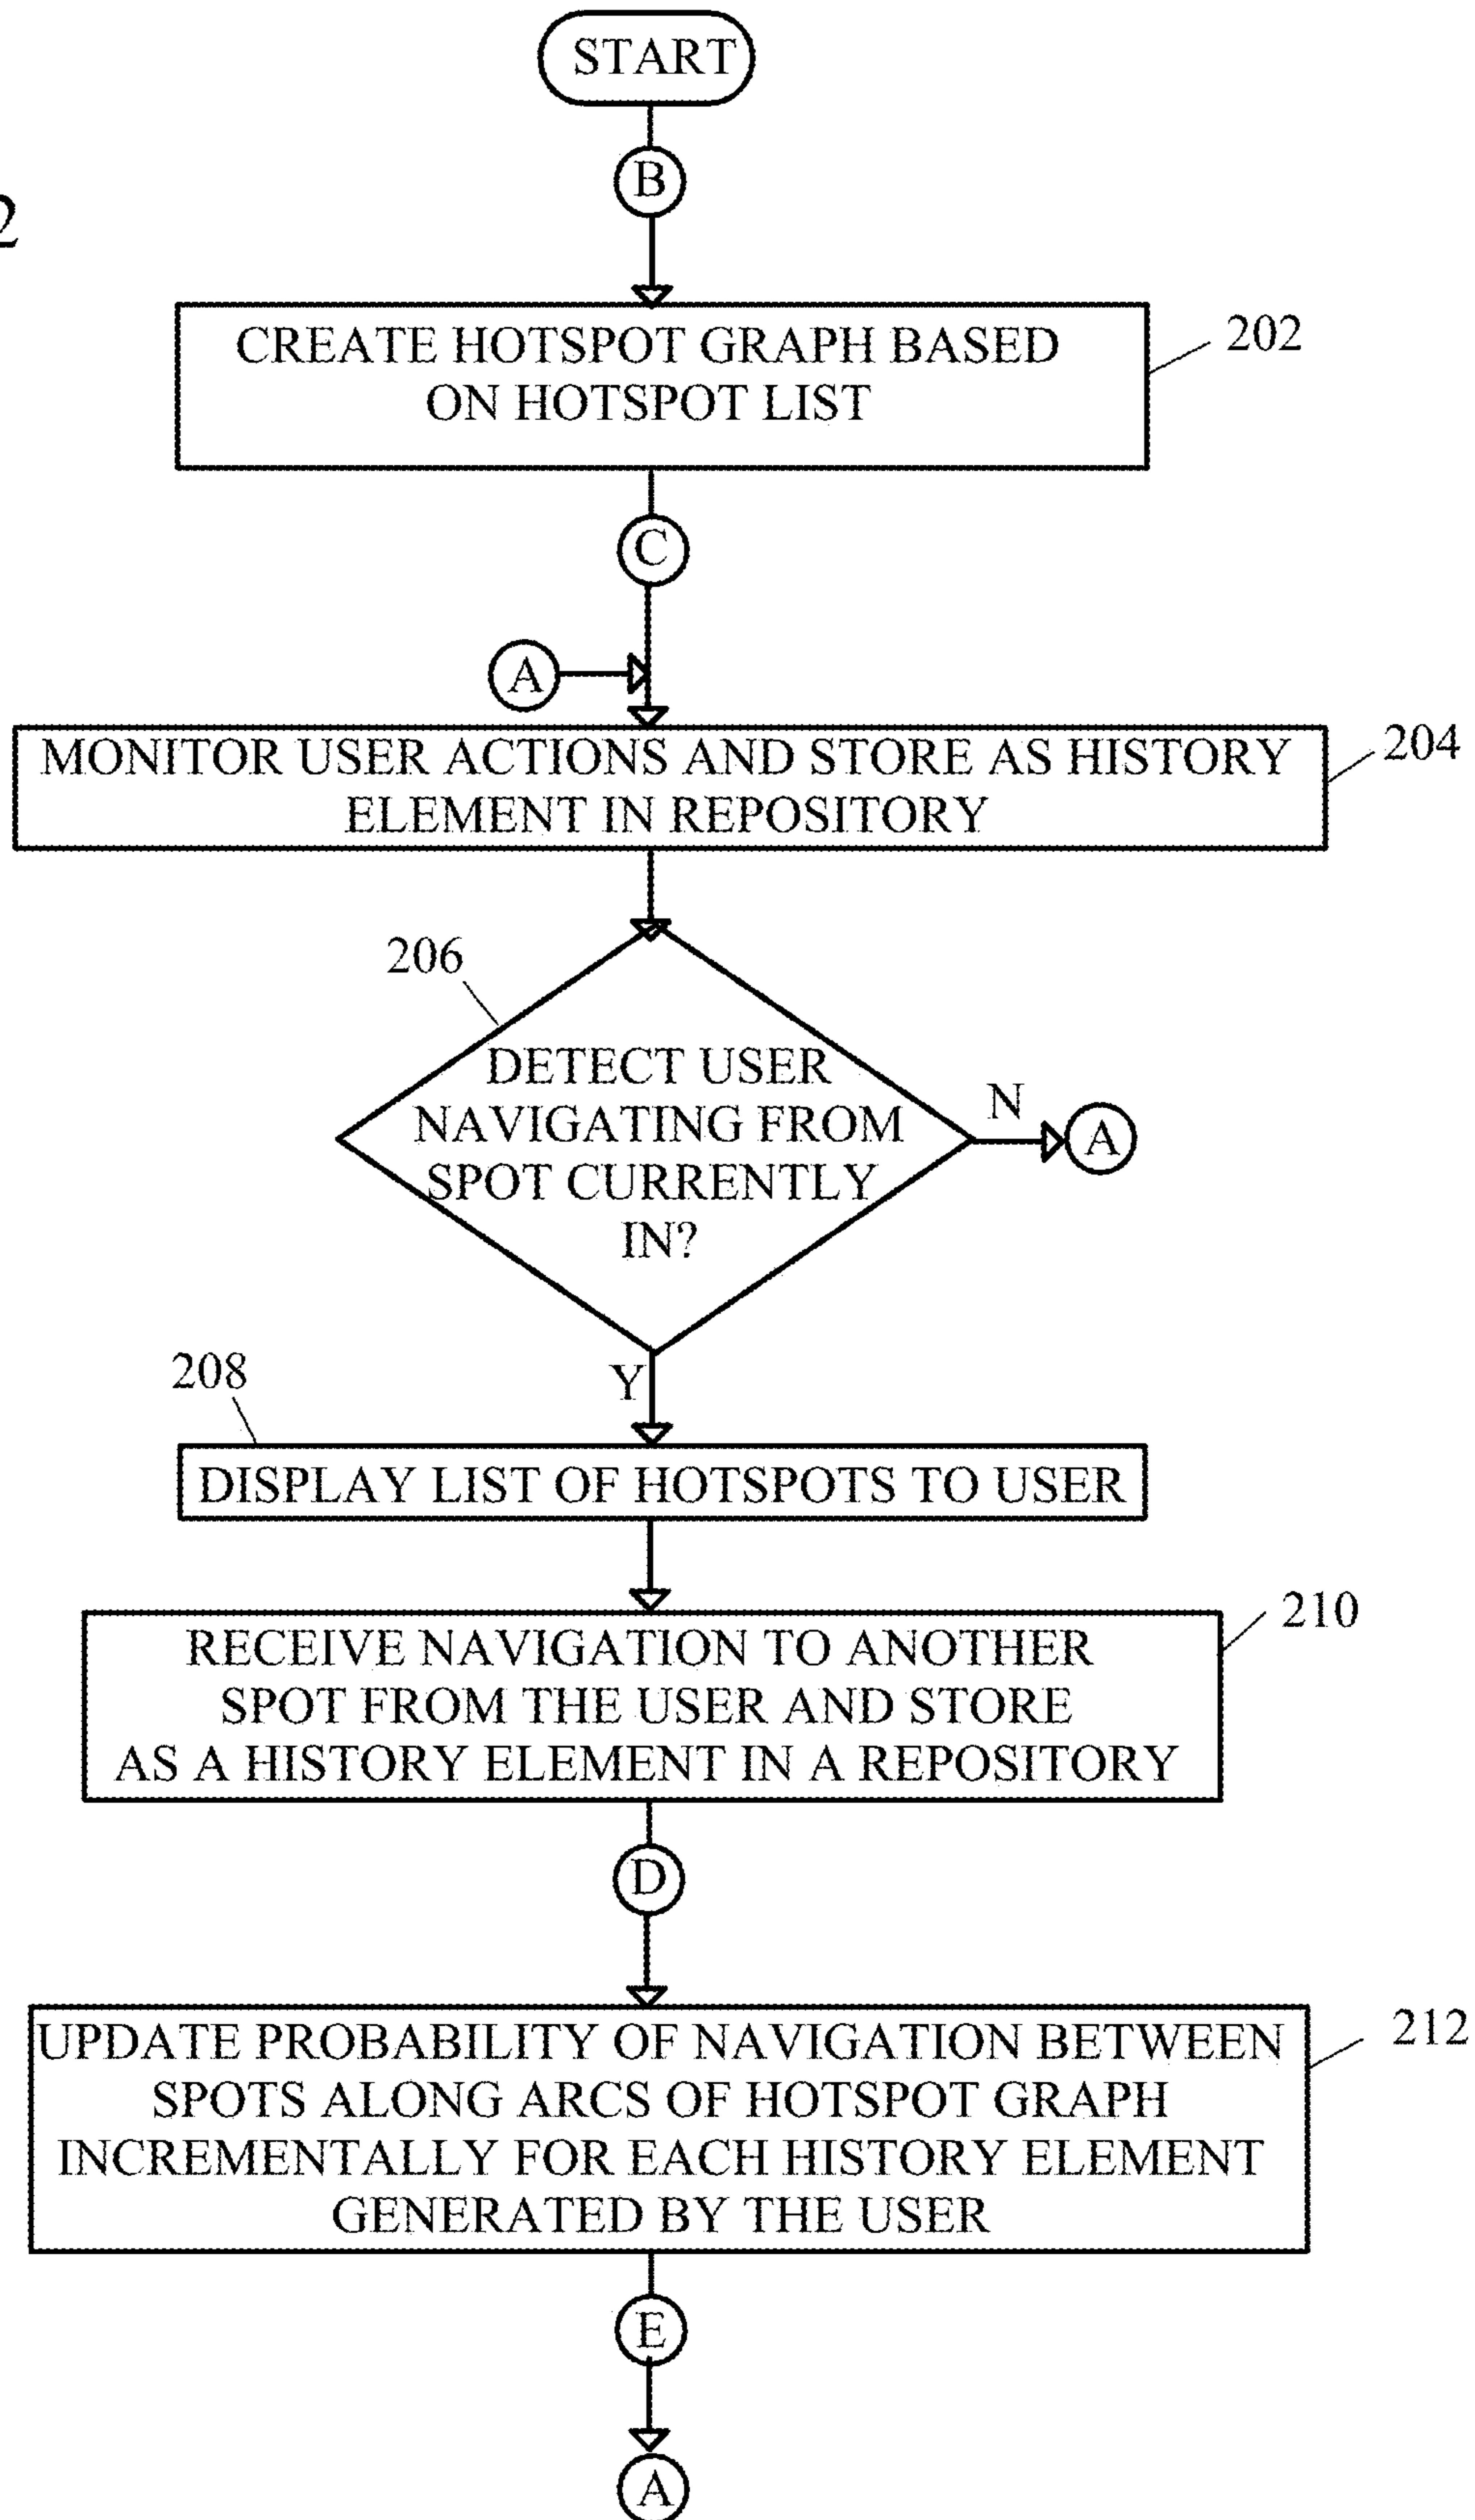 START
B
2
CREATE HOTSPOT GRAPH BASED
ON HOTSPOT LIST
202
C
A
MONITOR USER ACTIONS AND STORE AS HISTORY
ELEMENT IN REPOSITORY
204
206
DETECT USER
NAVIGATING FROM
SPOT CURRENTLY
IN?
N
A
Y
208
DISPLAY LIST OF HOTSPOTS TO USER
210
RECEIVE NAVIGATION TO ANOTHER
SPOT FROM THE USER AND STORE
AS A HISTORY ELEMENT IN A REPOSITORY
D
212
UPDATE PROBABILITY OF NAVIGATION BETWEEN
SPOTS ALONG ARCS OF HOTSPOT GRAPH
INCREMENTALLY FOR EACH HISTORY ELEMENT
GENERATED BY THE USER
E
A